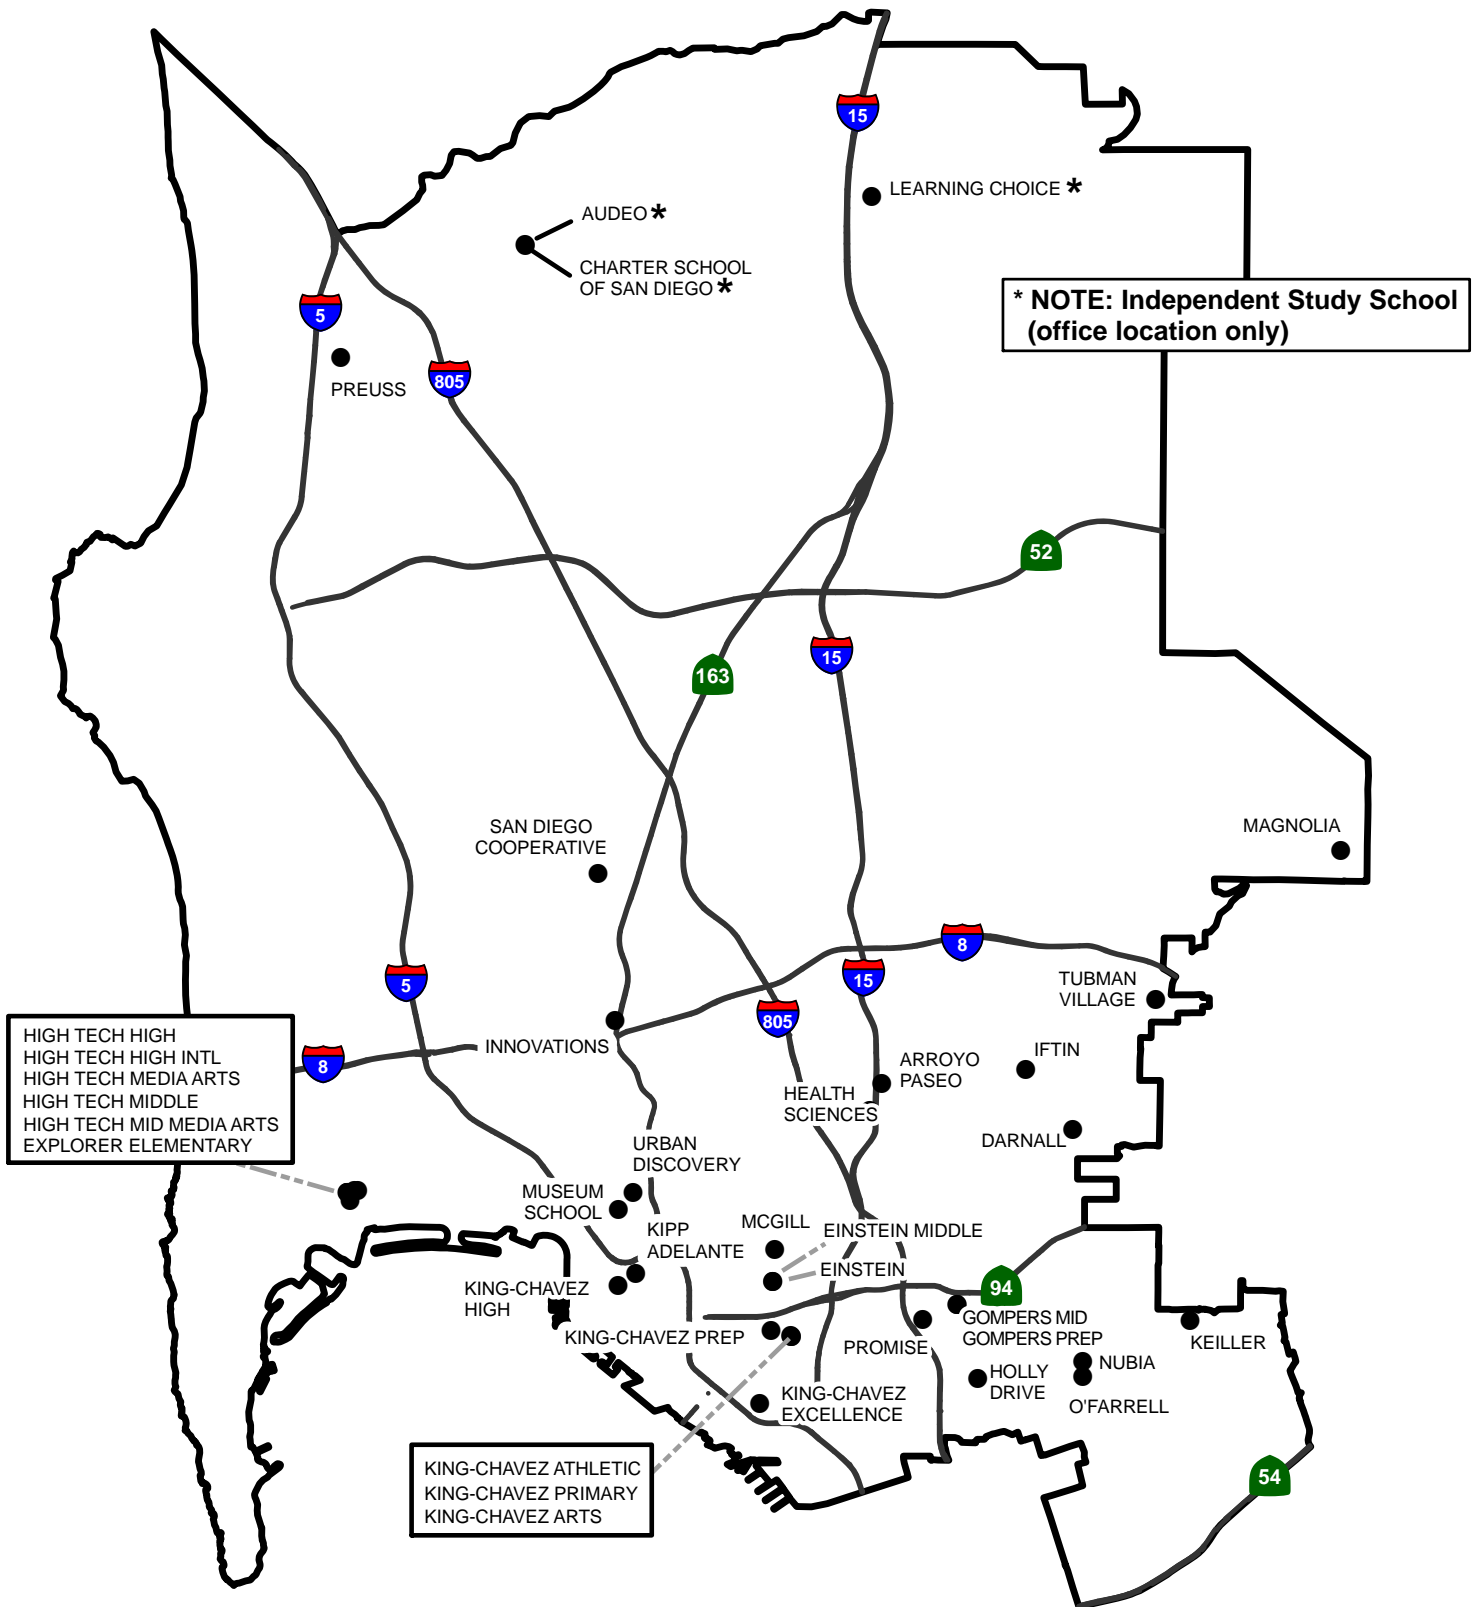 15
LEARNING CHOICE *
AUDEO *
CHARTER SCHOOL
OF SAN DIEGO *
* NOTE: Independent Study School
(office location only)
5
805
PREUSS
52
15
163
SAN DIEGO
COOPERATIVE
MAGNOLIA
8
5
15
TUBMAN
VILLAGE
805
HIGH TECH HIGH
HIGH TECH HIGH INTL
HIGH TECH MEDIA ARTS
HIGH TECH MIDDLE
HIGH TECH MID MEDIA ARTS
EXPLORER ELEMENTARY
8
INNOVATIONS
IFTIN
ARROYO
PASEO
HEALTH
SCIENCES
DARNALL
URBAN
DISCOVERY
MUSEUM
SCHOOL
MCGILL
EINSTEIN MIDDLE
KIPP
ADELANTE
EINSTEIN
KING-CHAVEZ
HIGH
94
GOMPERS MID
GOMPERS PREP
KING-CHAVEZ PREP
PROMISE
KEILLER
NUBIA
HOLLY
DRIVE
O'FARRELL
KING-CHAVEZ
EXCELLENCE
KING-CHAVEZ ATHLETIC
KING-CHAVEZ PRIMARY
KING-CHAVEZ ARTS
54